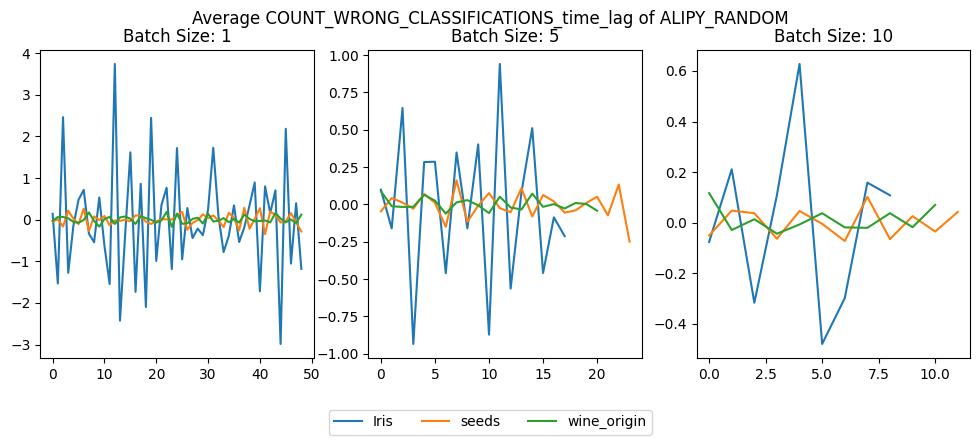 Average COUNT_WRONG_CLASSIFICATIONS_time_lag of ALIPY_RANDOM
Batch Size: 1
4
3
2
1
0
−1
−2
−3
0 10 20 30 40 50
Batch Size: 5
1.00
0.75
0.50
0.25
0.00
−0.25
−0.50
−0.75
−1.00
0 5 10 15 20
Batch Size: 10
0.6
0.4
0.2
0.0
−0.2
−0.4
0.0 2.5 5.0 7.5 10.0
Iris seeds wine_origin